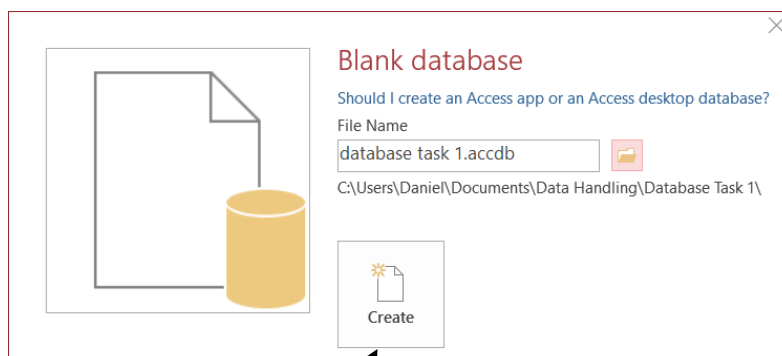 Blank database
Should I create an Access app or an Access desktop database?
File Name
database task 1.accdb
C:\Users\Daniel\Documents\Data Handling\Database Task 1\
Create